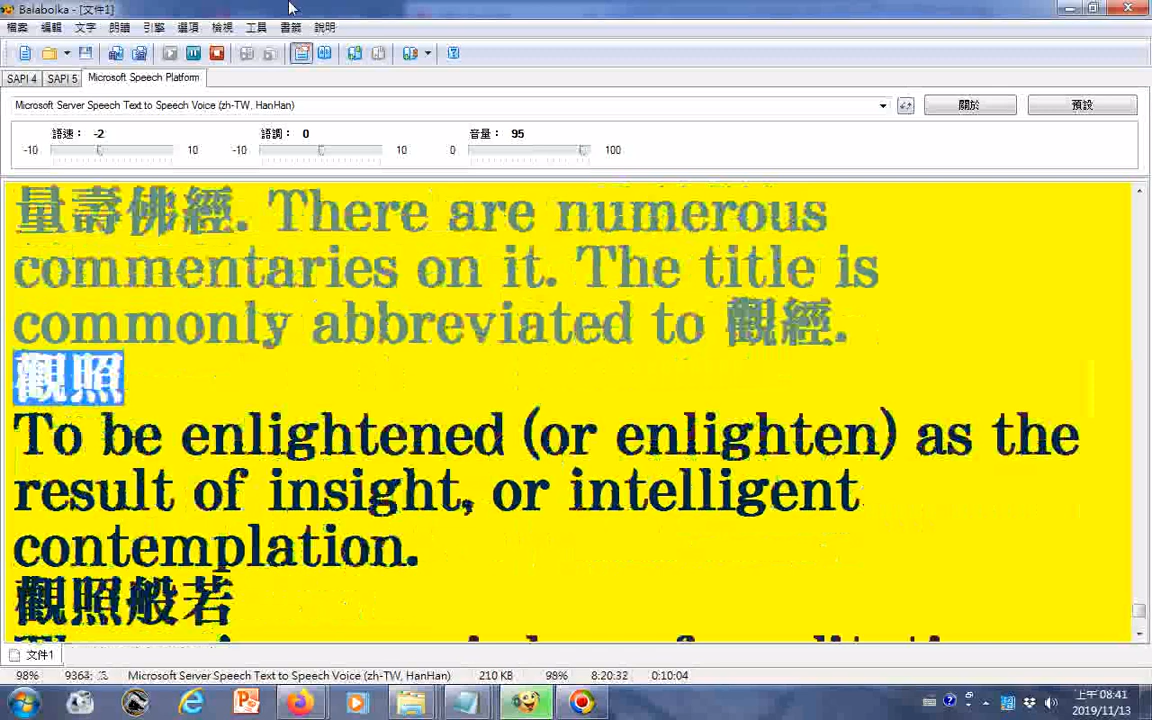 Balabolka - [文件1]
檔案 編輯 文字 朗讀 引擎 選項 檢視 工具 書籤 說明
SAPI 4 SAPI 5 Microsoft Speech Platform
Microsoft Server Speech Text to Speech Voice (zh-TW, HanHan) 關於 預設
語速： -2 語調： 0 音量： 95
-10 10 -10 10 0 100
量壽佛經. There are numerous
commentaries on it. The title is
commonly abbreviated to 觀經.
觀照
To be enlightened (or enlighten) as the
result of insight, or intelligent
contemplation.
觀照般若
文件1
98% Microsoft Server Speech Text to Speech Voice (zh-TW, HanHan) 210 KB 98% 8:20:32 0:10:04
上午 08:41
2019/11/13